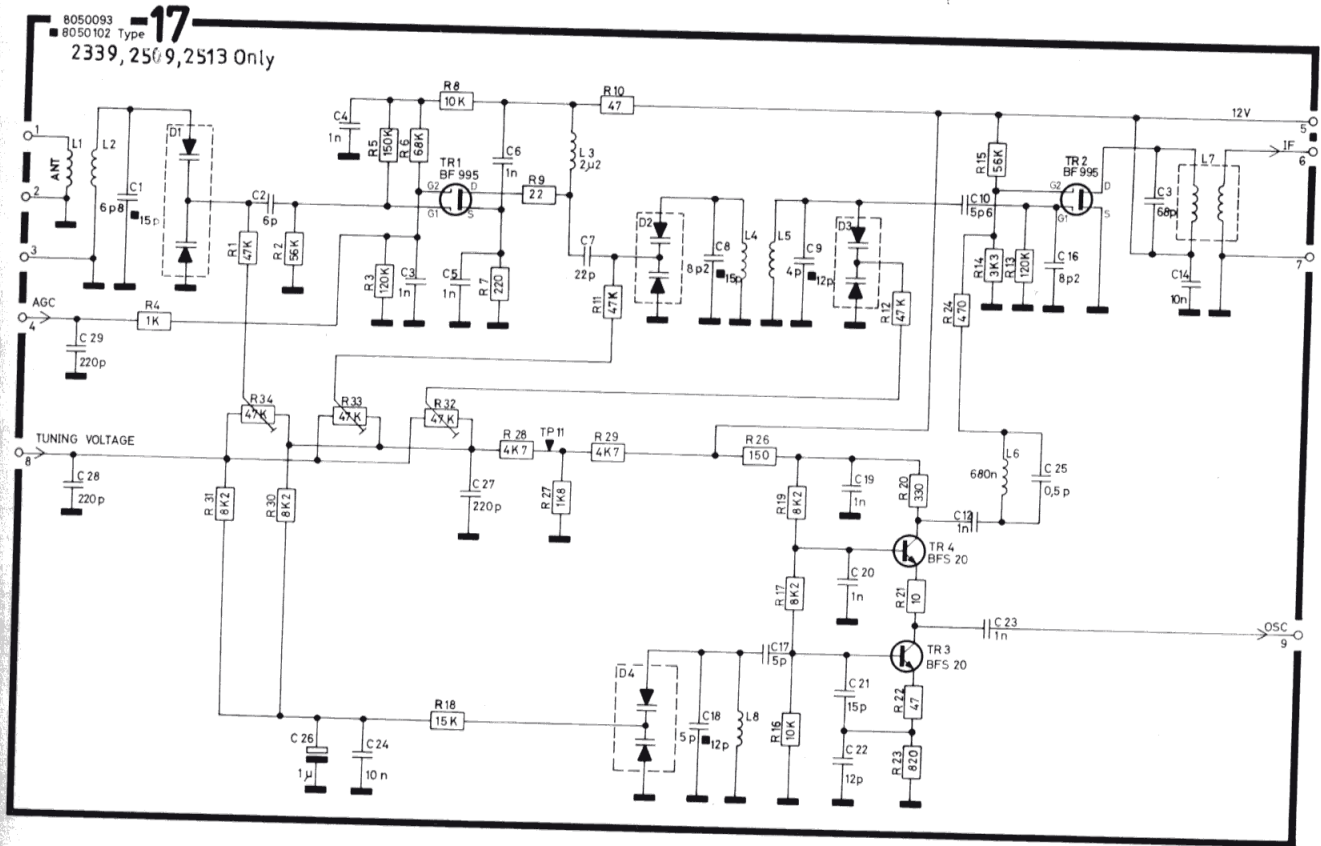 8050093
■ 8050102 Type 17
2339, 2509, 2513 Only
R8
10K
R10
47
12V
5
C4
1n
R5
150K
R6
68K
C6
1n
L3
2µ2
R15
56K
IF
6
D1
1
L1
ANT
L2
TR1
BF 995
TR2
BF 995
L7
G2
D
G1
S
R9
22
G2
D
G1
S
C2
6p
C10
5p6
C3
68p
2
C1
6p8
■15p
R1
47K
R2
56K
D2
L4
L5
D3
3
R3
120K
C3
1n
C5
1n
R7
220
C7
22p
C8
8p2
■15p
C9
4p
■12p
R14
3K3
R13
120K
C16
8p2
C14
10n
7
R11
47K
R12
47K
R24
470
AGC
4
R4
1K
C29
220p
R34
47K
R33
47K
R32
47K
TUNING VOLTAGE
8
R28
4K7
TP11
R29
4K7
R26
150
L6
680n
C25
0,5p
C28
220p
R31
8K2
R30
8K2
C27
220p
R27
1K8
R19
8K2
C19
1n
R20
330
C12
1n
TR4
BFS 20
C20
1n
R17
8K2
R21
10
C23
1n
OSC
9
C17
5p
TR3
BFS 20
D4
R18
15K
C21
15p
R22
47
C18
5p
■12p
L8
R16
10K
C26
1µ
C24
10n
C22
12p
R23
820